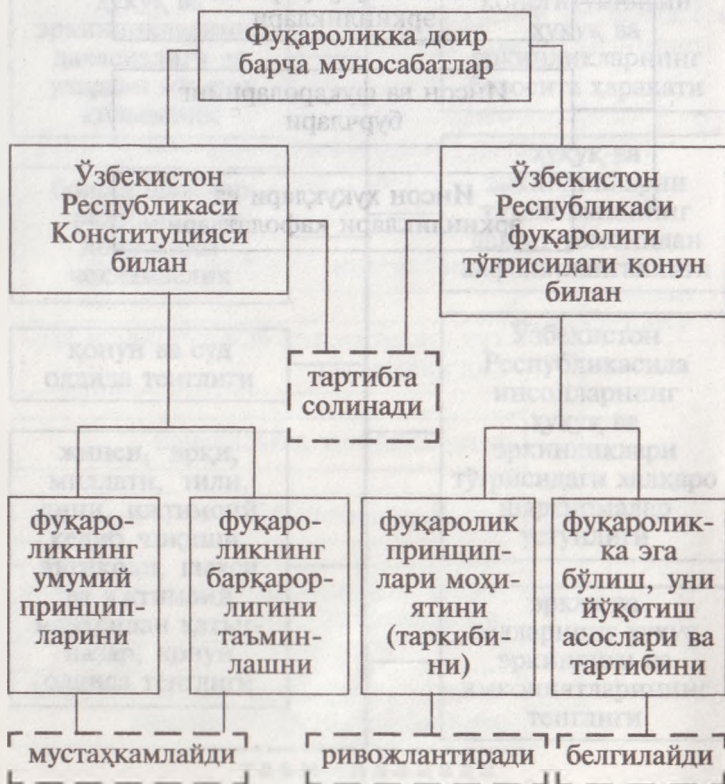 Фуқароликка доир
барча муносабатлар
Ўзбекистон
Республикаси
Конституцияси
билан
Ўзбекистон
Республикаси
фуқаролиги
тўғрисидаги қонун
билан
тартибга
солинади
фуқаро-
ликнинг
умумий
принцип-
ларини
фуқаро-
ликнинг
барқарор-
лигини
таъмин-
лашни
фуқаролик
принцип-
лари моҳи-
ятини
(таркиби-
ни)
фуқаролик-
ка эга
бўлиш, уни
йўқотиш
асослари ва
тартибини
мустаҳкамлайди
ривожлантиради
белгилайди